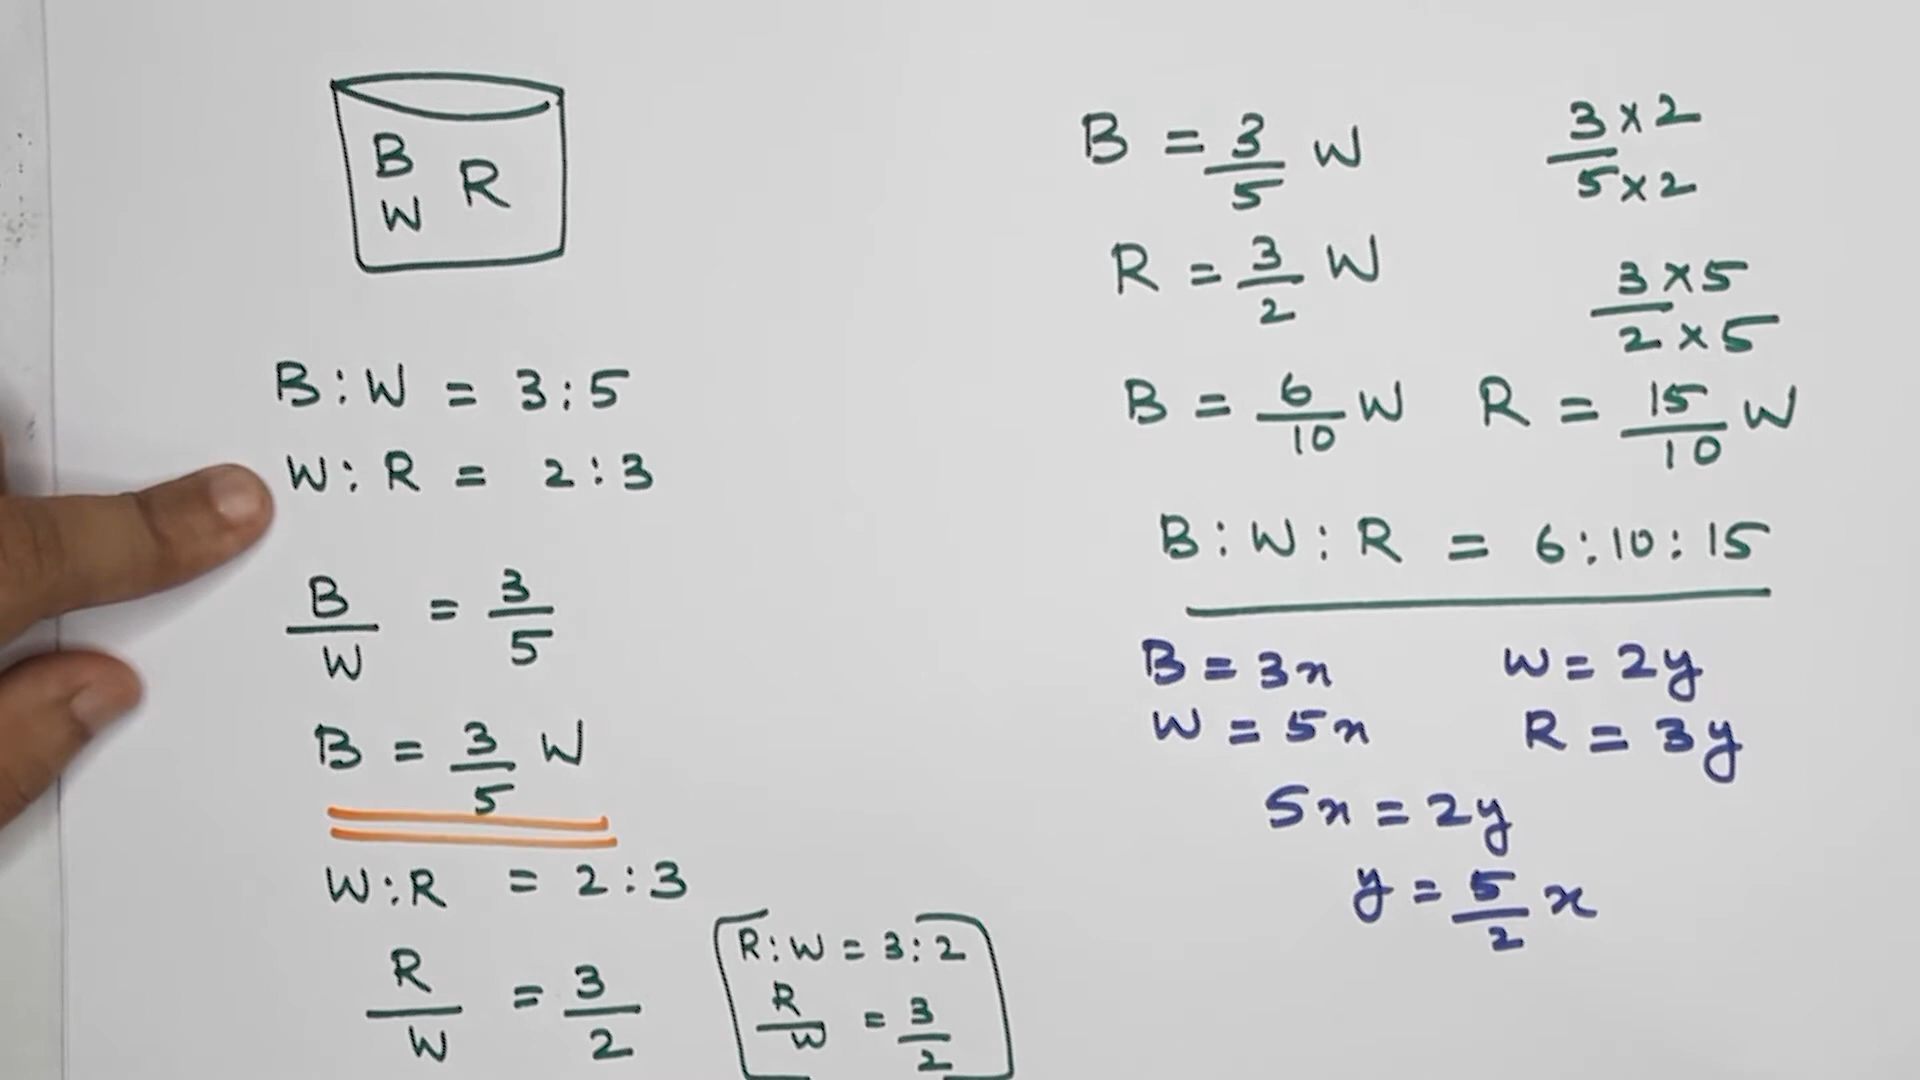 B R
W
B : W = 3 : 5
W : R = 2 : 3
B/W = 3/5
B = 3/5 W
W : R = 2 : 3
R/W = 3/2
R : W = 3 : 2
R/W = 3/2
B = 3/5 W
3 x 2 / 5 x 2
R = 3/2 W
3 x 5 / 2 x 5
B = 6/10 W R = 15/10 W
B : W : R = 6 : 10 : 15
B = 3x W = 2y
W = 5x R = 3y
5x = 2y
y = 5/2 x